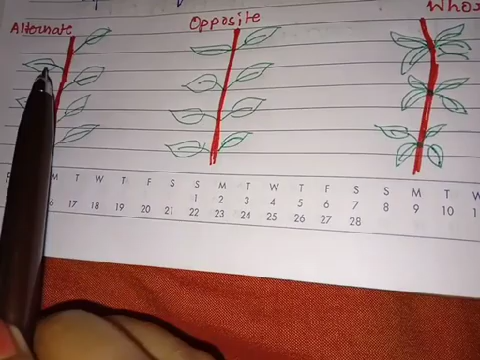 Alternate
Opposite
M T W T F S S M T W T F S S M T W
1 2 3 4 5 6 7 8 9 10
17 18 19 20 21 22 23 24 25 26 27 28